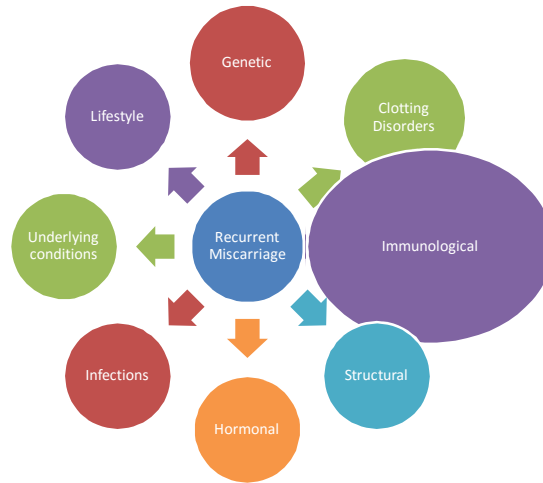 Genetic
Clotting
Disorders
Lifestyle
Underlying
conditions
Recurrent
Miscarriage
Immunological
Infections
Structural
Hormonal